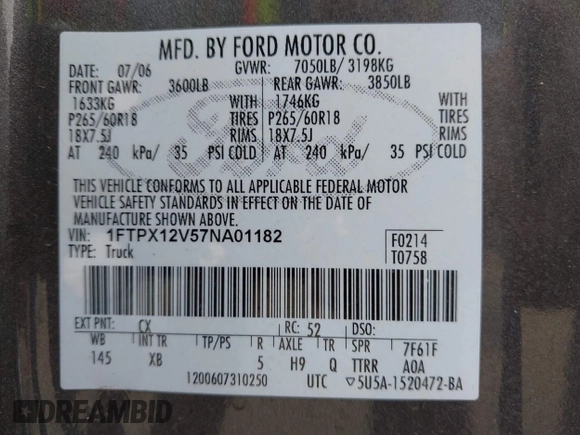 MFD. BY FORD MOTOR CO.
DATE: 07/06 GVWR: 7050LB/ 3198KG
FRONT GAWR: 3600LB REAR GAWR: 3850LB
1633KG WITH 1746KG WITH
P265/60R18 TIRES P265/60R18 TIRES
18X7.5J RIMS 18X7.5J RIMS
AT 240 kPa/ 35 PSI COLD AT 240 kPa/ 35 PSI COLD
THIS VEHICLE CONFORMS TO ALL APPLICABLE FEDERAL MOTOR
VEHICLE SAFETY STANDARDS IN EFFECT ON THE DATE OF
MANUFACTURE SHOWN ABOVE.
VIN: 1FTPX12V57NA01182 F0214
TYPE: Truck T0758
EXT PNT: CX RC: 52 DSO:
WB INT TR TP/PS R AXLE TR SPR 7F61F
145 XB 5 H9 Q TTRR AOA
1200607310250 UTC ▽5U5A-1520472-BA
DREAMBID